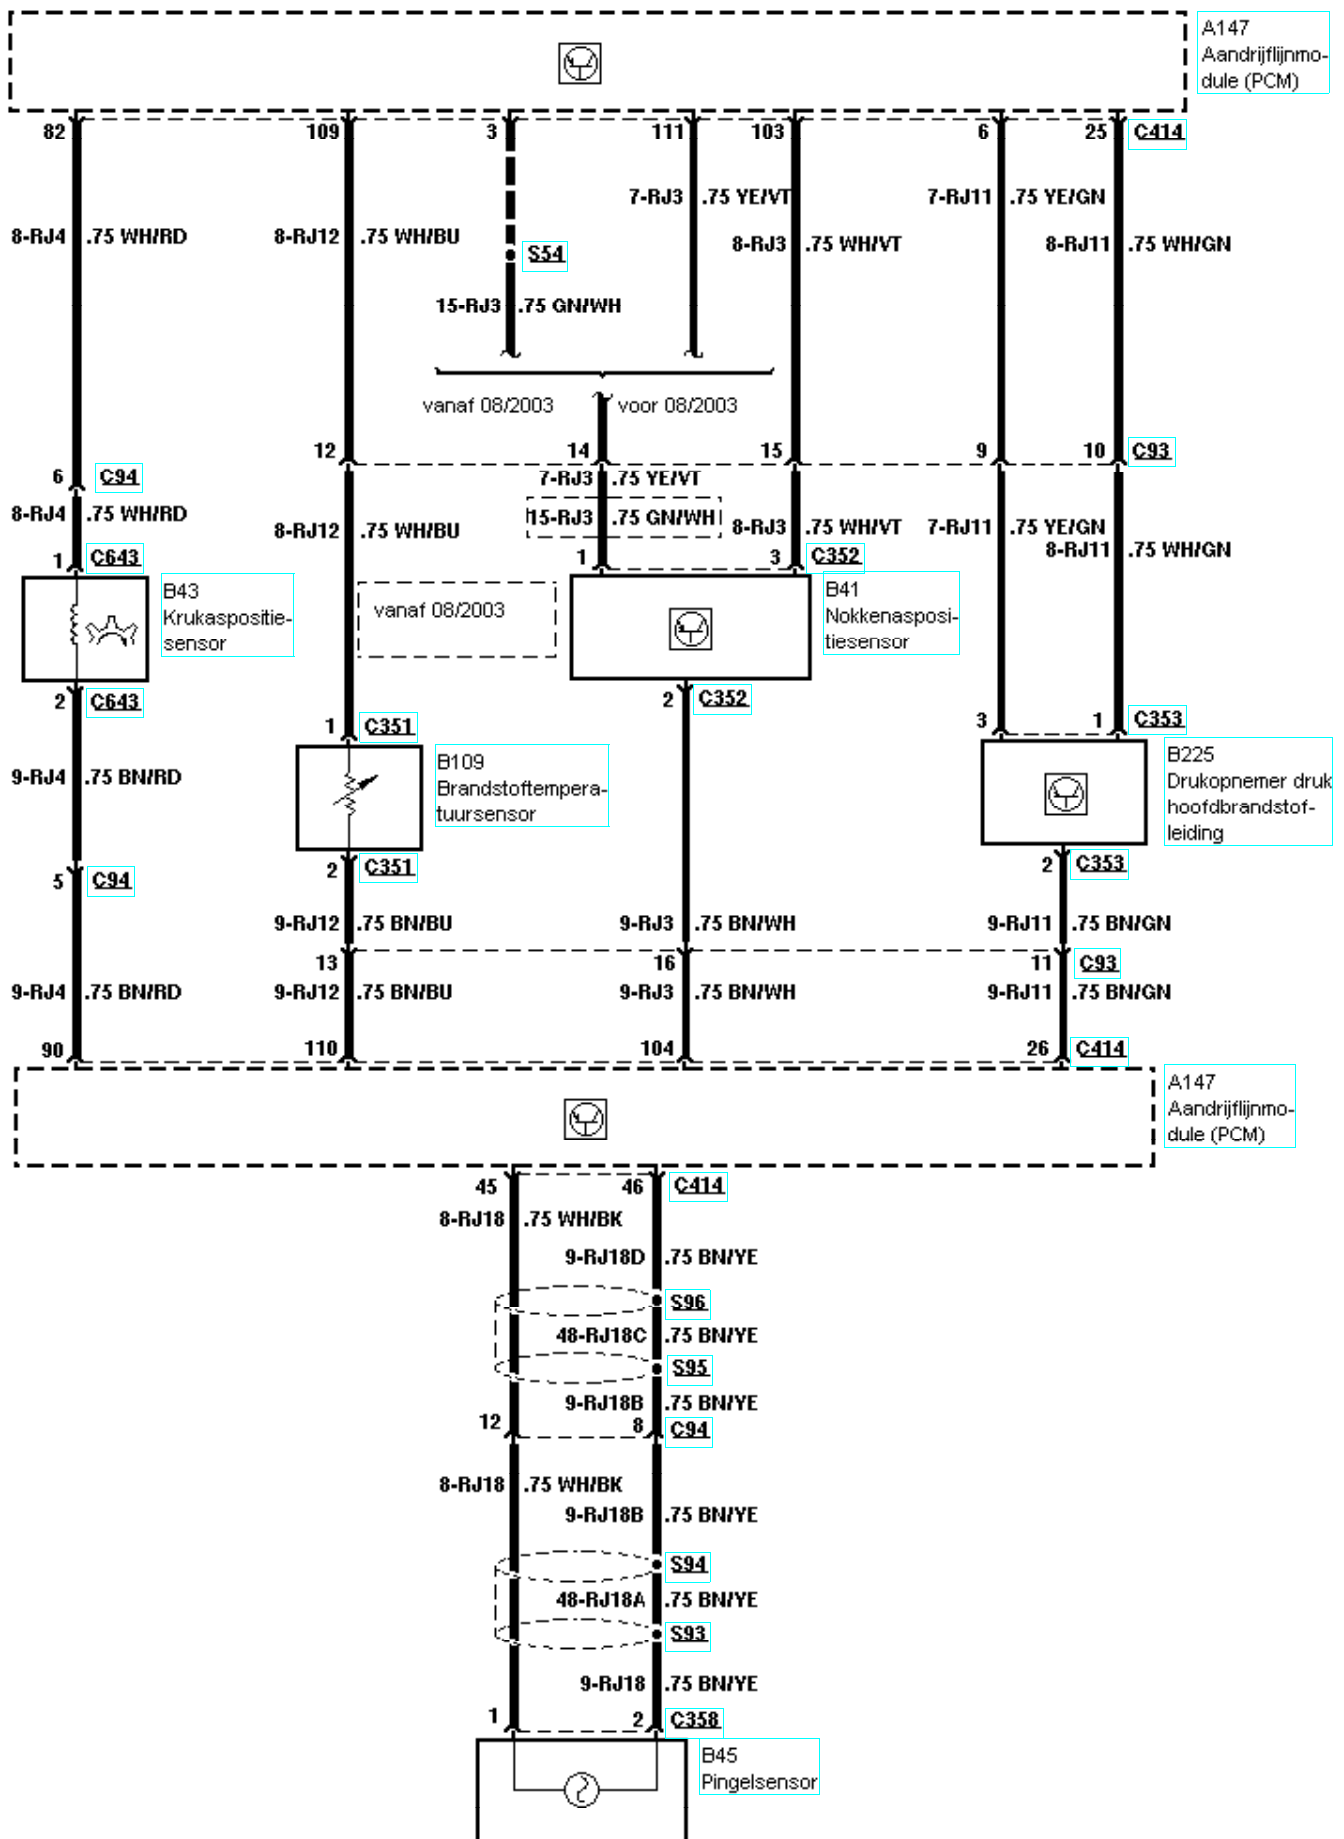 A147
Aandrijflijnmo-
dule (PCM)
82 109 3 111 103 6 25 C414
7-RJ3 .75 YE/VT 7-RJ11 .75 YE/GN
8-RJ4 .75 WH/RD 8-RJ12 .75 WH/BU 8-RJ3 .75 WH/VT 8-RJ11 .75 WH/GN
S54
15-RJ3 .75 GN/WH
vanaf 08/2003 voor 08/2003
12 14 15 9 10 C93
6 C94 7-RJ3 .75 YE/VT
8-RJ4 .75 WH/RD 8-RJ12 .75 WH/BU 15-RJ3 .75 GN/WH 8-RJ3 .75 WH/VT 7-RJ11 .75 YE/GN
8-RJ11 .75 WH/GN
1 C643 1 3 C352
B43
Krukaspositie-
sensor
vanaf 08/2003
B41
Nokkenasposi-
tiesensor
2 C643 2 C352
1 C351 3 1 C353
9-RJ4 .75 BN/RD
B109
Brandstoftempera-
tuursensor
B225
Drukopnemer druk
hoofdbrandstof-
leiding
5 C94 2 C351 2 C353
9-RJ12 .75 BN/BU 9-RJ3 .75 BN/WH 9-RJ11 .75 BN/GN
13 16 11 C93
9-RJ4 .75 BN/RD 9-RJ12 .75 BN/BU 9-RJ3 .75 BN/WH 9-RJ11 .75 BN/GN
90 110 104 26 C414
A147
Aandrijflijnmo-
dule (PCM)
45 46 C414
8-RJ18 .75 WH/BK
9-RJ18D .75 BN/YE
S96
48-RJ18C .75 BN/YE
S95
9-RJ18B .75 BN/YE
12 8 C94
8-RJ18 .75 WH/BK
9-RJ18B .75 BN/YE
S94
48-RJ18A .75 BN/YE
S93
9-RJ18 .75 BN/YE
1 2 C358
B45
Pingelsensor